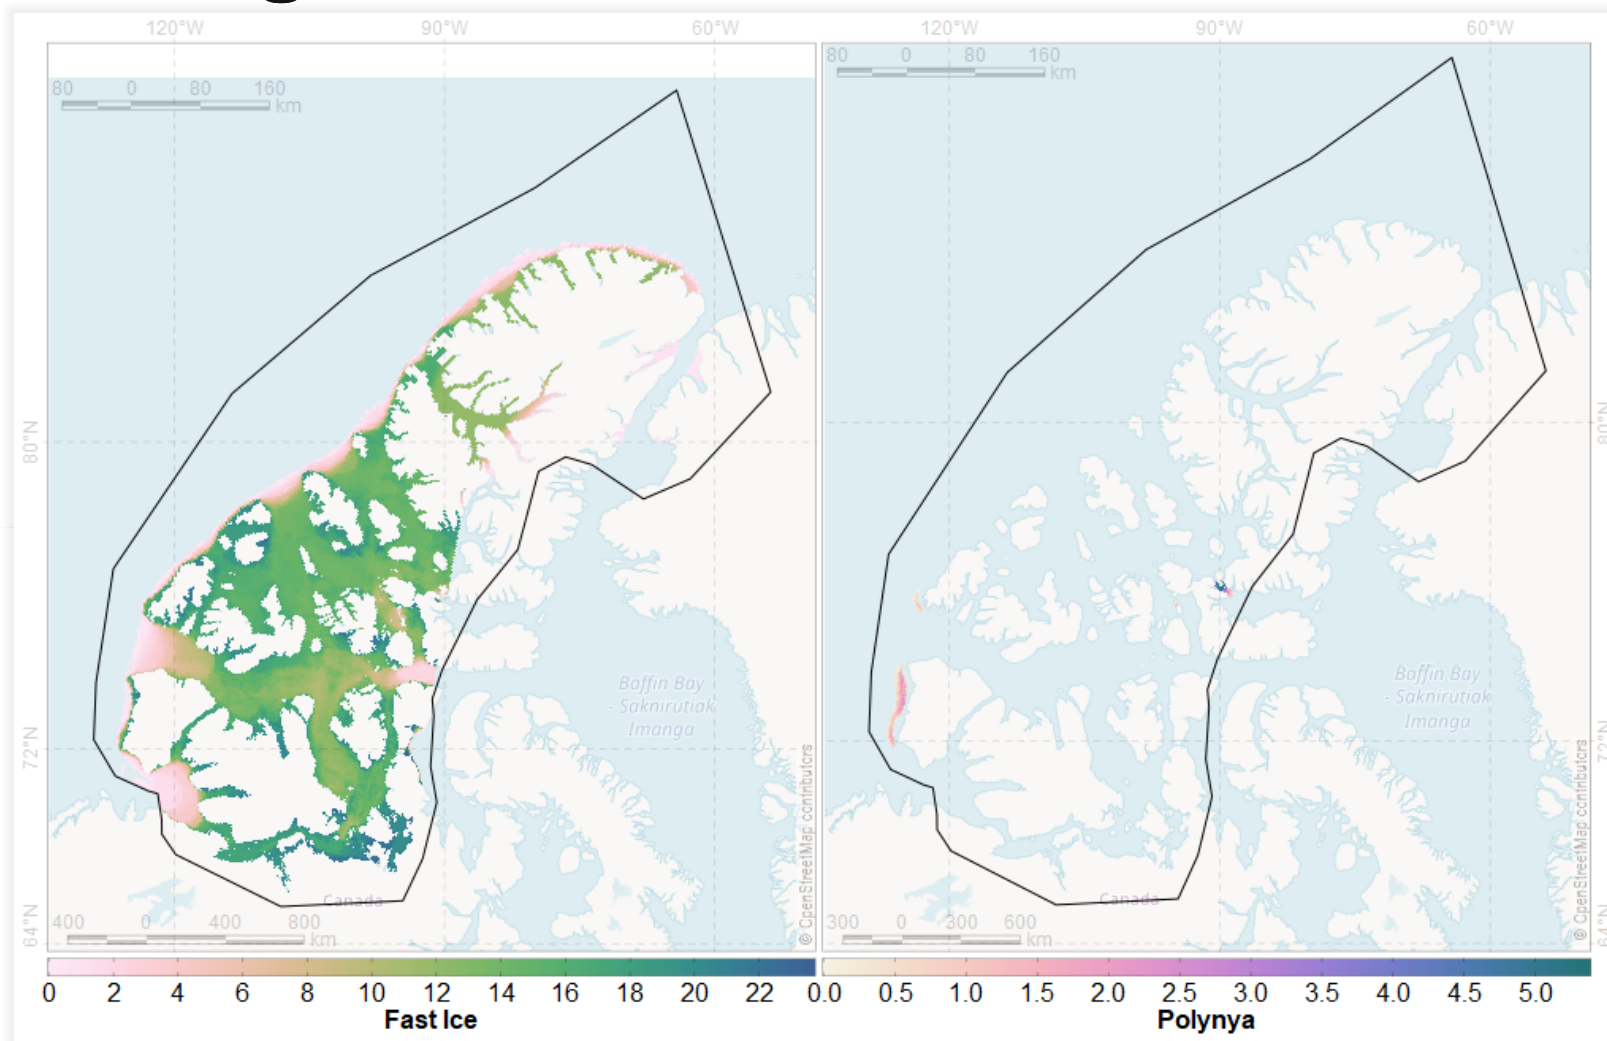 120°W 90°W 60°W 120°W 90°W 60°W
80 0 80 160 km 80 0 80 160 km
80°N
Baffin Bay
- Saknirutiak
Imanga
Baffin Bay
- Saknirutiak
Imanga
72°N
© OpenStreetMap contributors © OpenStreetMap contributors
Canada Canada
64°N 400 0 400 800 km 300 0 300 600 km 64°N
0 2 4 6 8 10 12 14 16 18 20 22 0.0 0.5 1.0 1.5 2.0 2.5 3.0 3.5 4.0 4.5 5.0
Fast Ice Polynya